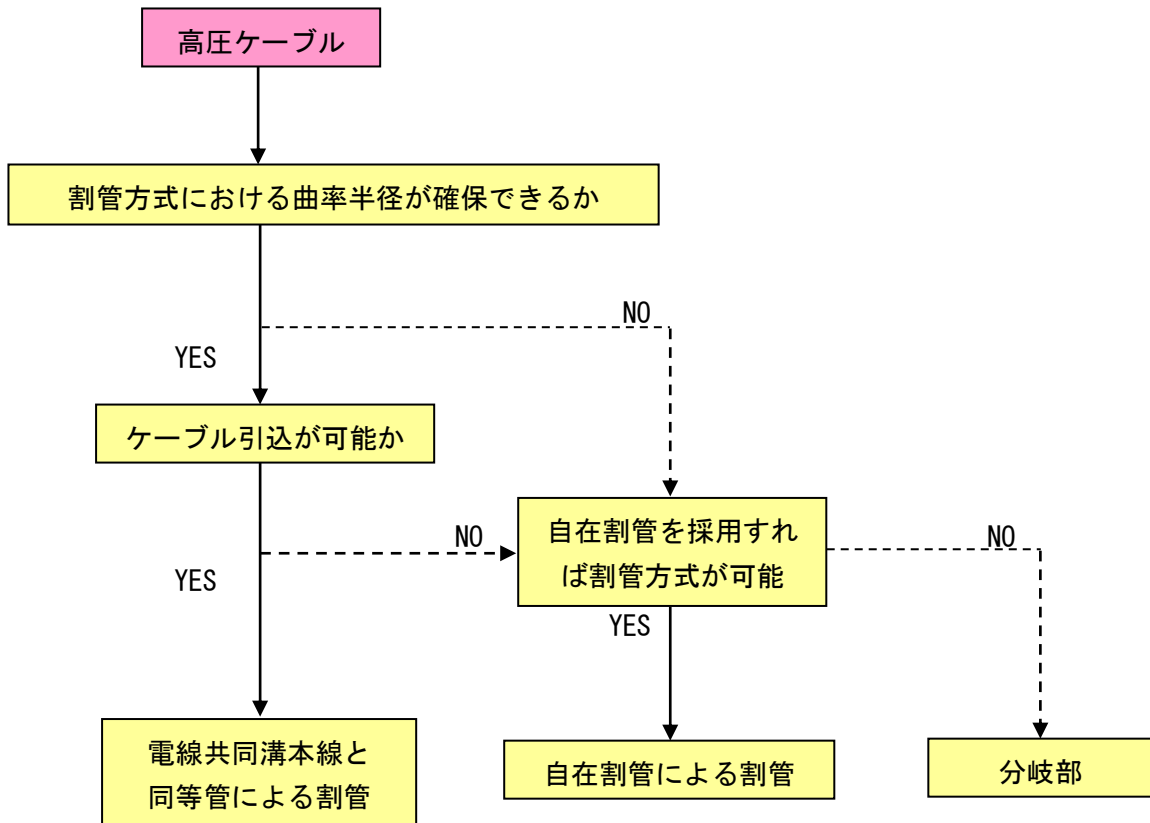 高圧ケーブル
割管方式における曲率半径が確保できるか
NO
YES
ケーブル引込が可能か
自在割管を採用すれ
ば割管方式が可能
NO
NO
YES
YES
電線共同溝本線と
同等管による割管
自在割管による割管
分岐部